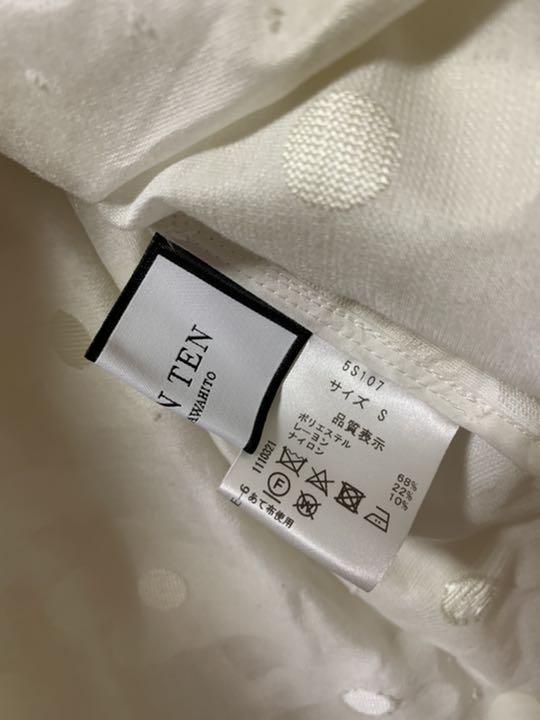 N TEN
AWAHITO
5S107
サイズ S
品質表示
ポリエステル 68%
レーヨン 22%
ナイロン 10%
1110321
F W
E-6 あて布使用